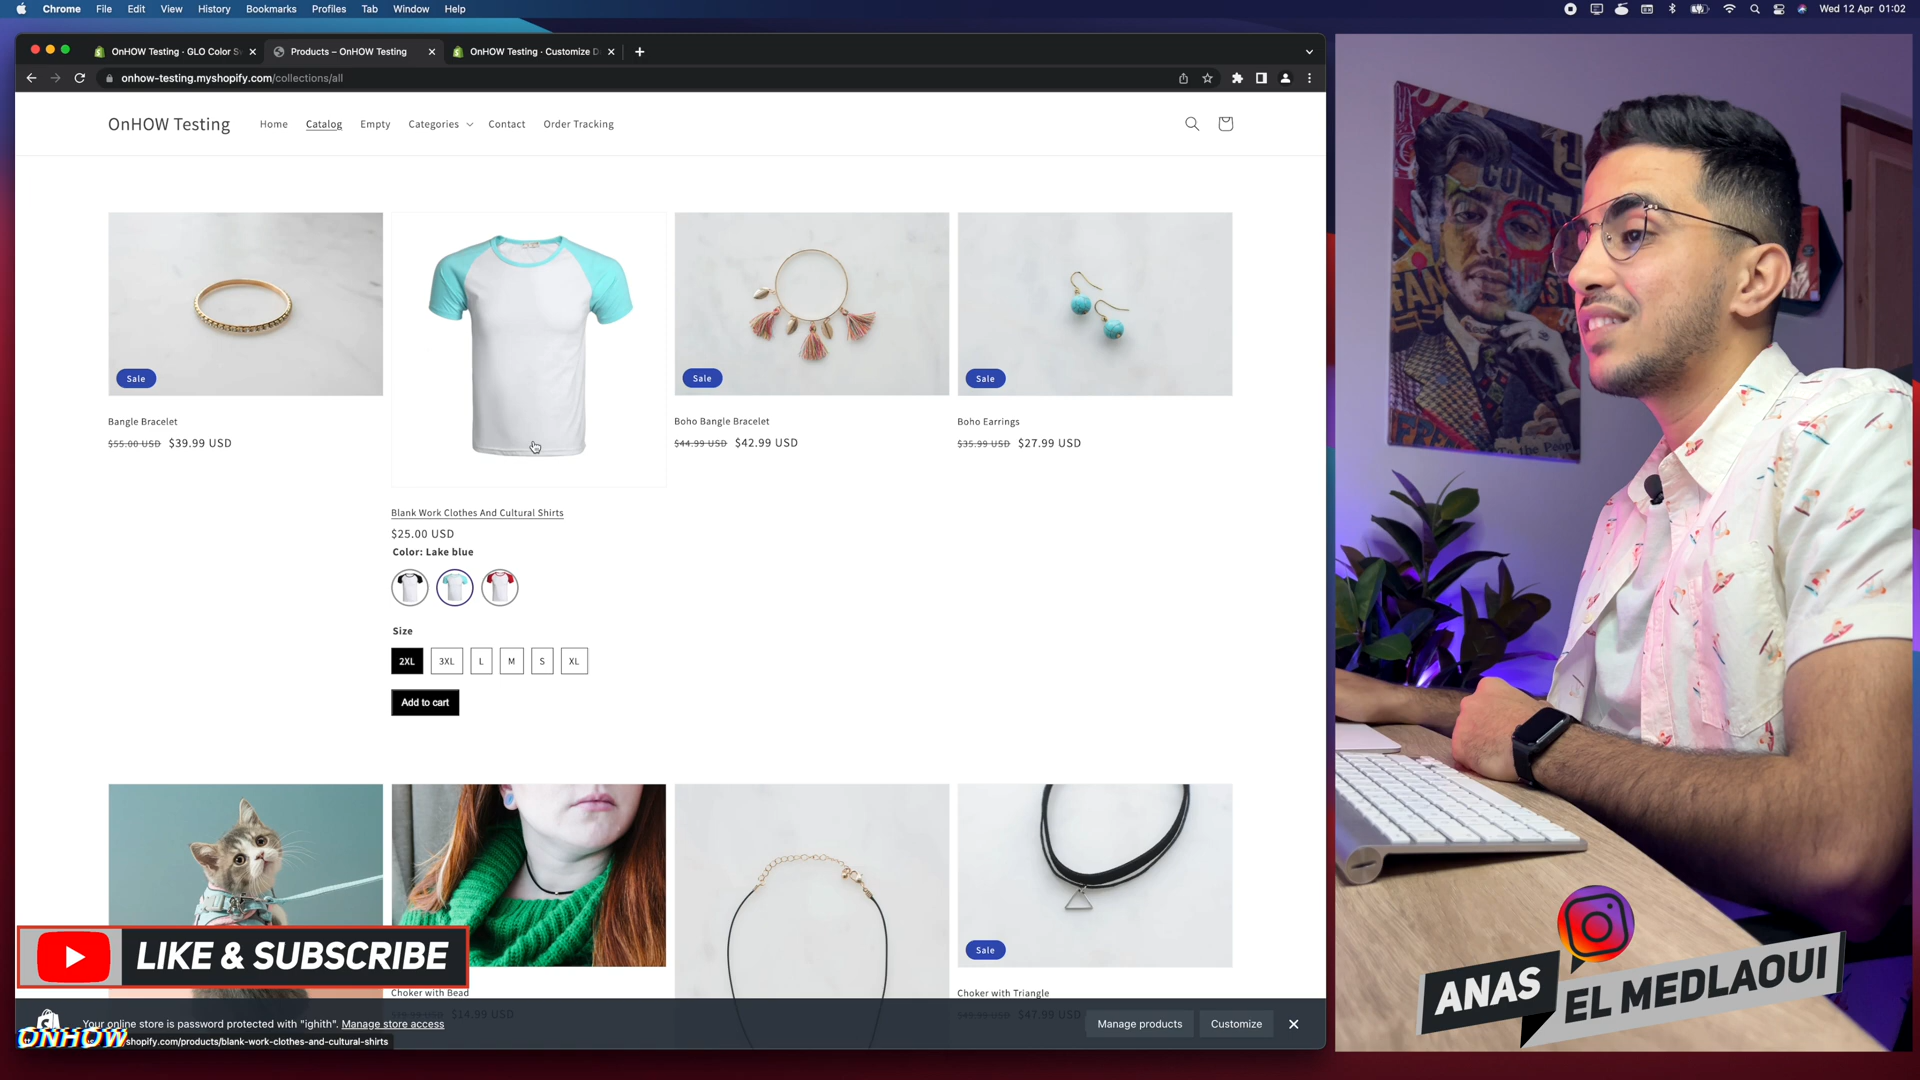 Chrome File Edit View History Bookmarks Profiles Tab Window Help
Wed 12 Apr 01:02
OnHOW Testing · GLO Color S
Products – OnHOW Testing
OnHOW Testing · Customize D
onhow-testing.myshopify.com/collections/all
OnHOW Testing
Home Catalog Empty Categories Contact Order Tracking
Sale
Sale
Sale
Bangle Bracelet
$55.00 USD $39.99 USD
Boho Bangle Bracelet
$44.99 USD $42.99 USD
Boho Earrings
$35.99 USD $27.99 USD
Blank Work Clothes And Cultural Shirts
$25.00 USD
Color: Lake blue
Size
2XL 3XL L M S XL
Add to cart
Sale
LIKE & SUBSCRIBE
Choker with Bead
$14.99 USD
Choker with Triangle
$47.99 USD
Your online store is password protected with "ighith". Manage store access
Manage products Customize
ONHOW
shopify.com/products/blank-work-clothes-and-cultural-shirts
ANAS
EL MEDLAOUI